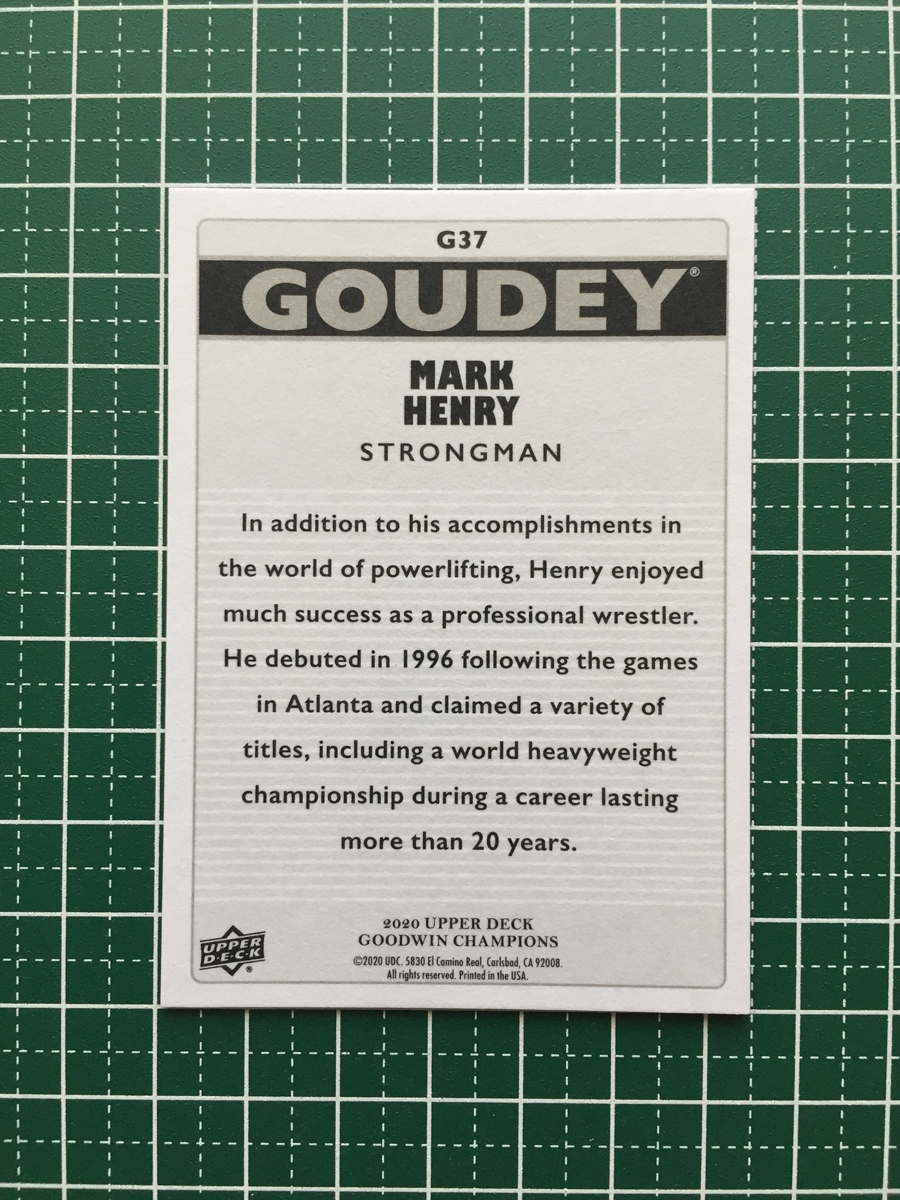 G37
GOUDEY®
MARK
HENRY
STRONGMAN
In addition to his accomplishments in
the world of powerlifting, Henry enjoyed
much success as a professional wrestler.
He debuted in 1996 following the games
in Atlanta and claimed a variety of
titles, including a world heavyweight
championship during a career lasting
more than 20 years.
UPPER
D·E·C·K
®
2020 UPPER DECK
GOODWIN CHAMPIONS
©2020 UDC. 5830 El Camino Real, Carlsbad, CA 92008.
All rights reserved. Printed in the USA.